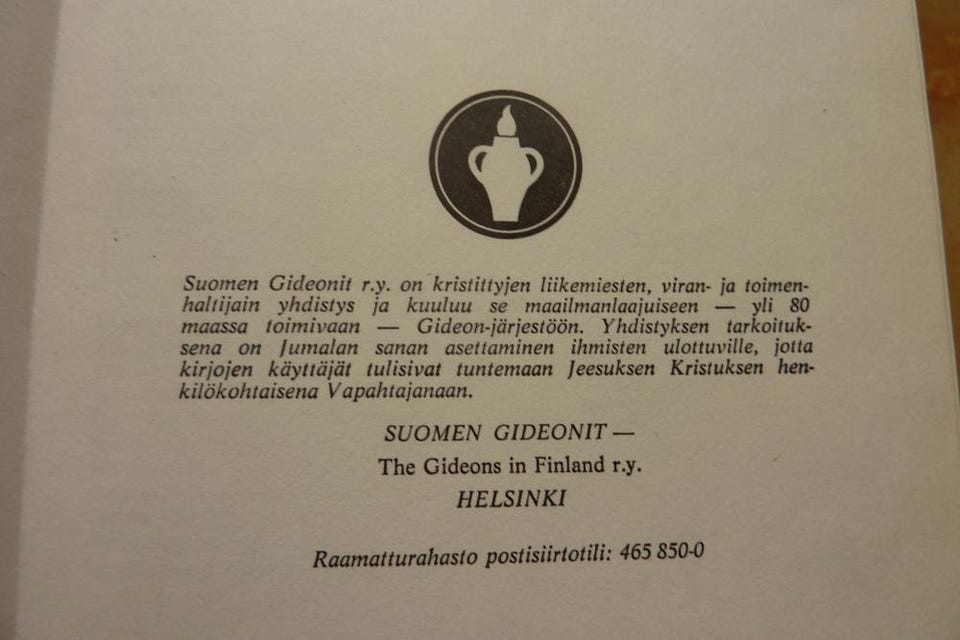 Suomen Gideonit r.y. on kristittyjen liikemiesten, viran- ja toimen-
haltijain yhdistys ja kuuluu se maailmanlaajuiseen — yli 80
maassa toimivaan — Gideon-järjestöön. Yhdistyksen tarkoituk-
sena on Jumalan sanan asettaminen ihmisten ulottuville, jotta
kirjojen käyttäjät tulisivat tuntemaan Jeesuksen Kristuksen hen-
kilökohtaisena Vapahtajanaan.
SUOMEN GIDEONIT —
The Gideons in Finland r.y.
HELSINKI
Raamatturahasto postisiirtotili: 465 850-0